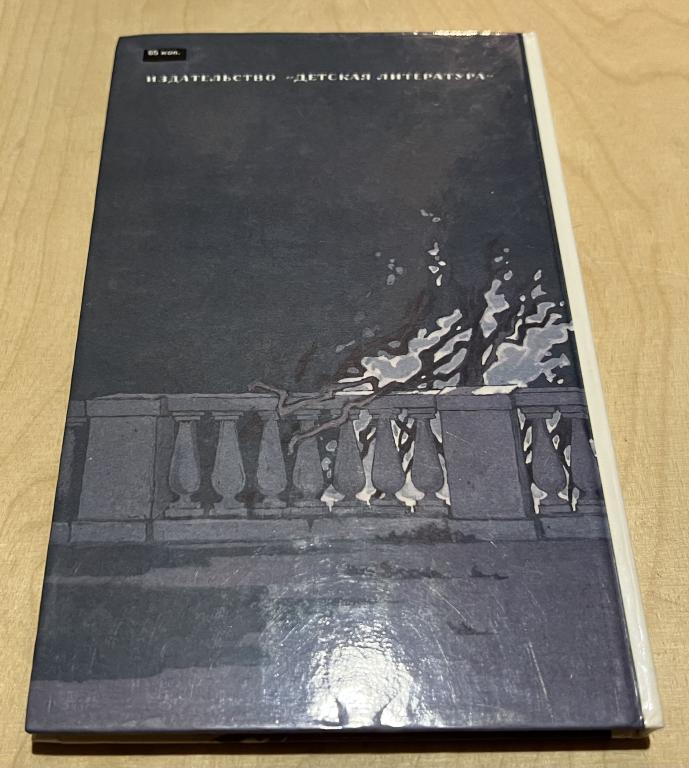 65 коп.
ИЗДАТЕЛЬСТВО «ДЕТСКАЯ ЛИТЕРАТУРА»